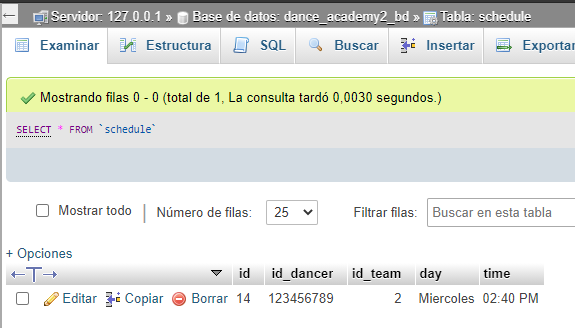 Servidor: 127.0.0.1 » Base de datos: dance_academy2_bd » Tabla: schedule
Examinar Estructura SQL Buscar Insertar Exportar
Mostrando filas 0 - 0 (total de 1, La consulta tardó 0,0030 segundos.)
SELECT * FROM `schedule`
Mostrar todo | Número de filas: 25 Filtrar filas: Buscar en esta tabla
+ Opciones
←T→ id id_dancer id_team day time
Editar Copiar Borrar 14 123456789 2 Miercoles 02:40 PM